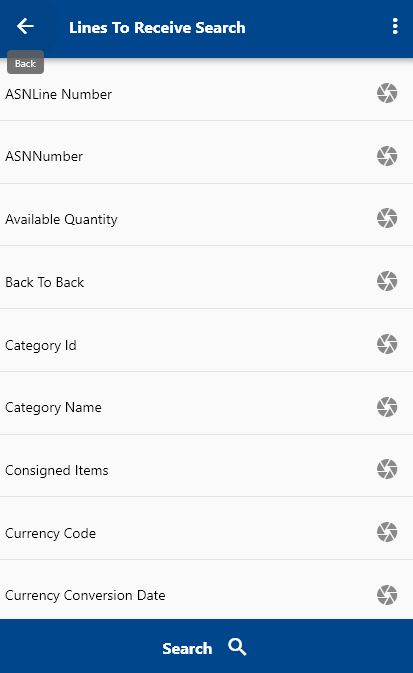 Lines To Receive Search
Back
ASNLine Number
ASNNumber
Available Quantity
Back To Back
Category Id
Category Name
Consigned Items
Currency Code
Currency Conversion Date
Search